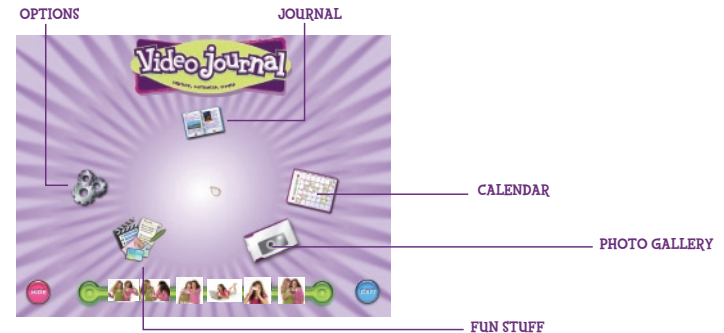 OPTIONS
JOURNAL
Video Journal
CALENDAR
PHOTO GALLERY
FUN STUFF